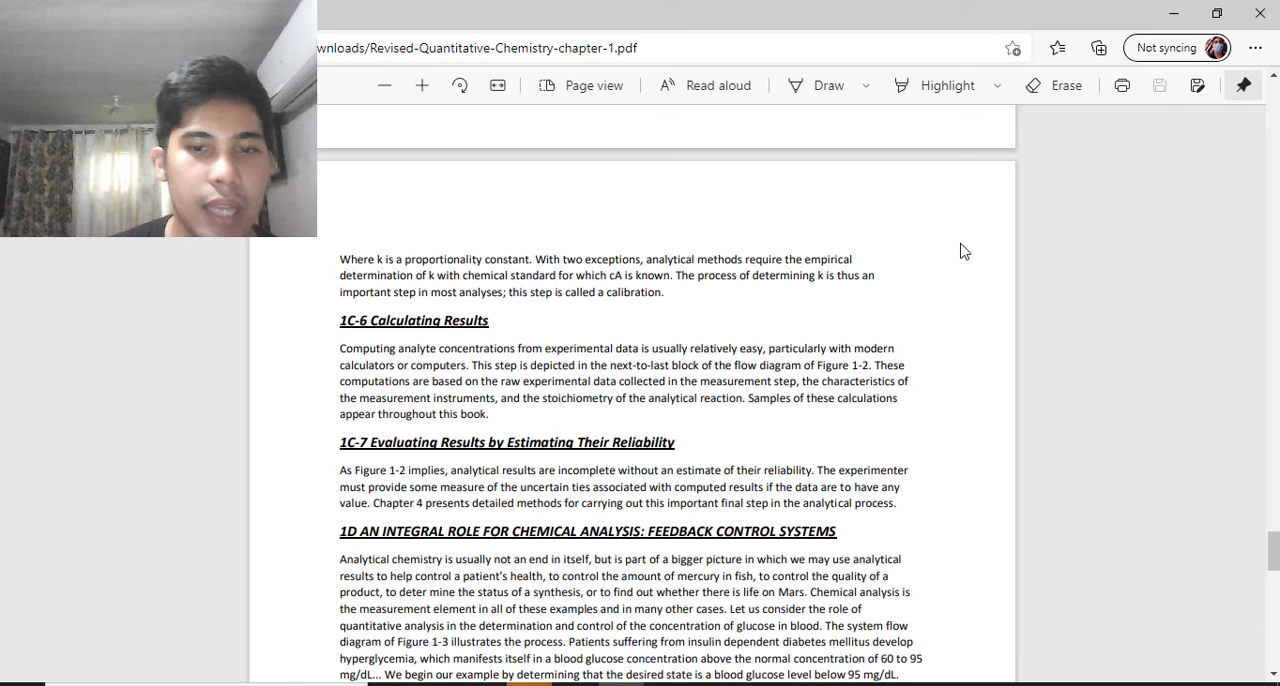 wnloads/Revised-Quantitative-Chemistry-chapter-1.pdf
Not syncing
Page view
Read aloud
Draw
Highlight
Erase
Where k is a proportionality constant. With two exceptions, analytical methods require the empirical
determination of k with chemical standard for which cA is known. The process of determining k is thus an
important step in most analyses; this step is called a calibration.
1C-6 Calculating Results
Computing analyte concentrations from experimental data is usually relatively easy, particularly with modern
calculators or computers. This step is depicted in the next-to-last block of the flow diagram of Figure 1-2. These
computations are based on the raw experimental data collected in the measurement step, the characteristics of
the measurement instruments, and the stoichiometry of the analytical reaction. Samples of these calculations
appear throughout this book.
1C-7 Evaluating Results by Estimating Their Reliability
As Figure 1-2 implies, analytical results are incomplete without an estimate of their reliability. The experimenter
must provide some measure of the uncertain ties associated with computed results if the data are to have any
value. Chapter 4 presents detailed methods for carrying out this important final step in the analytical process.
1D AN INTEGRAL ROLE FOR CHEMICAL ANALYSIS: FEEDBACK CONTROL SYSTEMS
Analytical chemistry is usually not an end in itself, but is part of a bigger picture in which we may use analytical
results to help control a patient's health, to control the amount of mercury in fish, to control the quality of a
product, to deter mine the status of a synthesis, or to find out whether there is life on Mars. Chemical analysis is
the measurement element in all of these examples and in many other cases. Let us consider the role of
quantitative analysis in the determination and control of the concentration of glucose in blood. The system flow
diagram of Figure 1-3 illustrates the process. Patients suffering from insulin dependent diabetes mellitus develop
hyperglycemia, which manifests itself in a blood glucose concentration above the normal concentration of 60 to 95
mg/dL... We begin our example by determining that the desired state is a blood glucose level below 95 mg/dL.